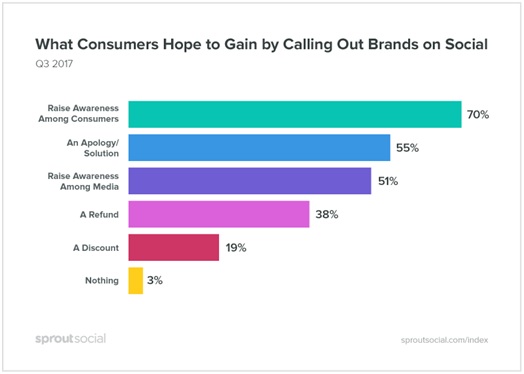 What Consumers Hope to Gain by Calling Out Brands on Social
Q3 2017
Raise Awareness
Among Consumers
70%
An Apology/
Solution
55%
Raise Awareness
Among Media
51%
A Refund
38%
A Discount
19%
Nothing
3%
sproutsocial
sproutsocial.com/index